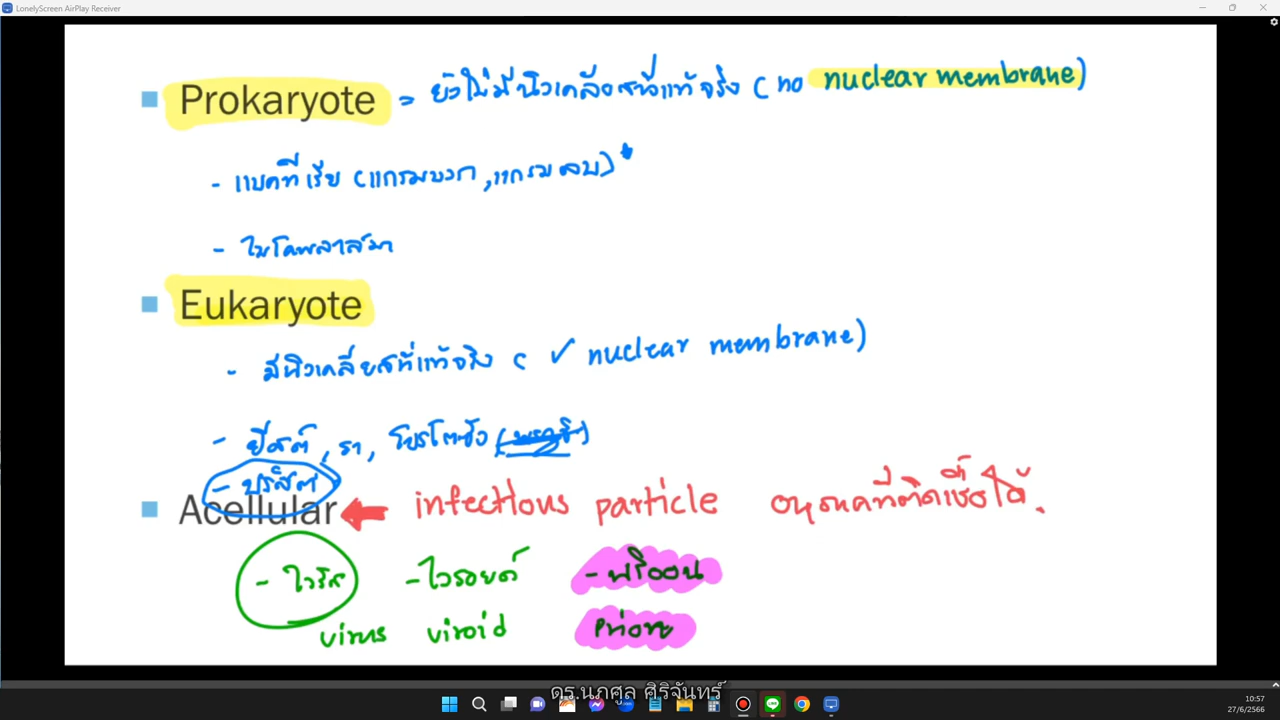 LonelyScreen AirPlay Receiver
Prokaryote = ยังไม่มีนิวเคลียสที่แท้จริง ( no nuclear membrane)
- แบคทีเรีย (แกรมบวก ,แกรมลบ)*
- ไมโคพลาสมา
Eukaryote
- มีนิวเคลียสที่แท้จริง ( ✓ nuclear membrane)
- ยีสต์ , รา, โปรโตซัว
- ปรสิต
Acellular ← infectious particle อนุภาคที่ติดเชื้อได้.
- ไวรัส - ไวรอยด์ - พรีออน
virus viroid Prion
ดร.นภศูล ศิริจันทร์
10:57
27/6/2566